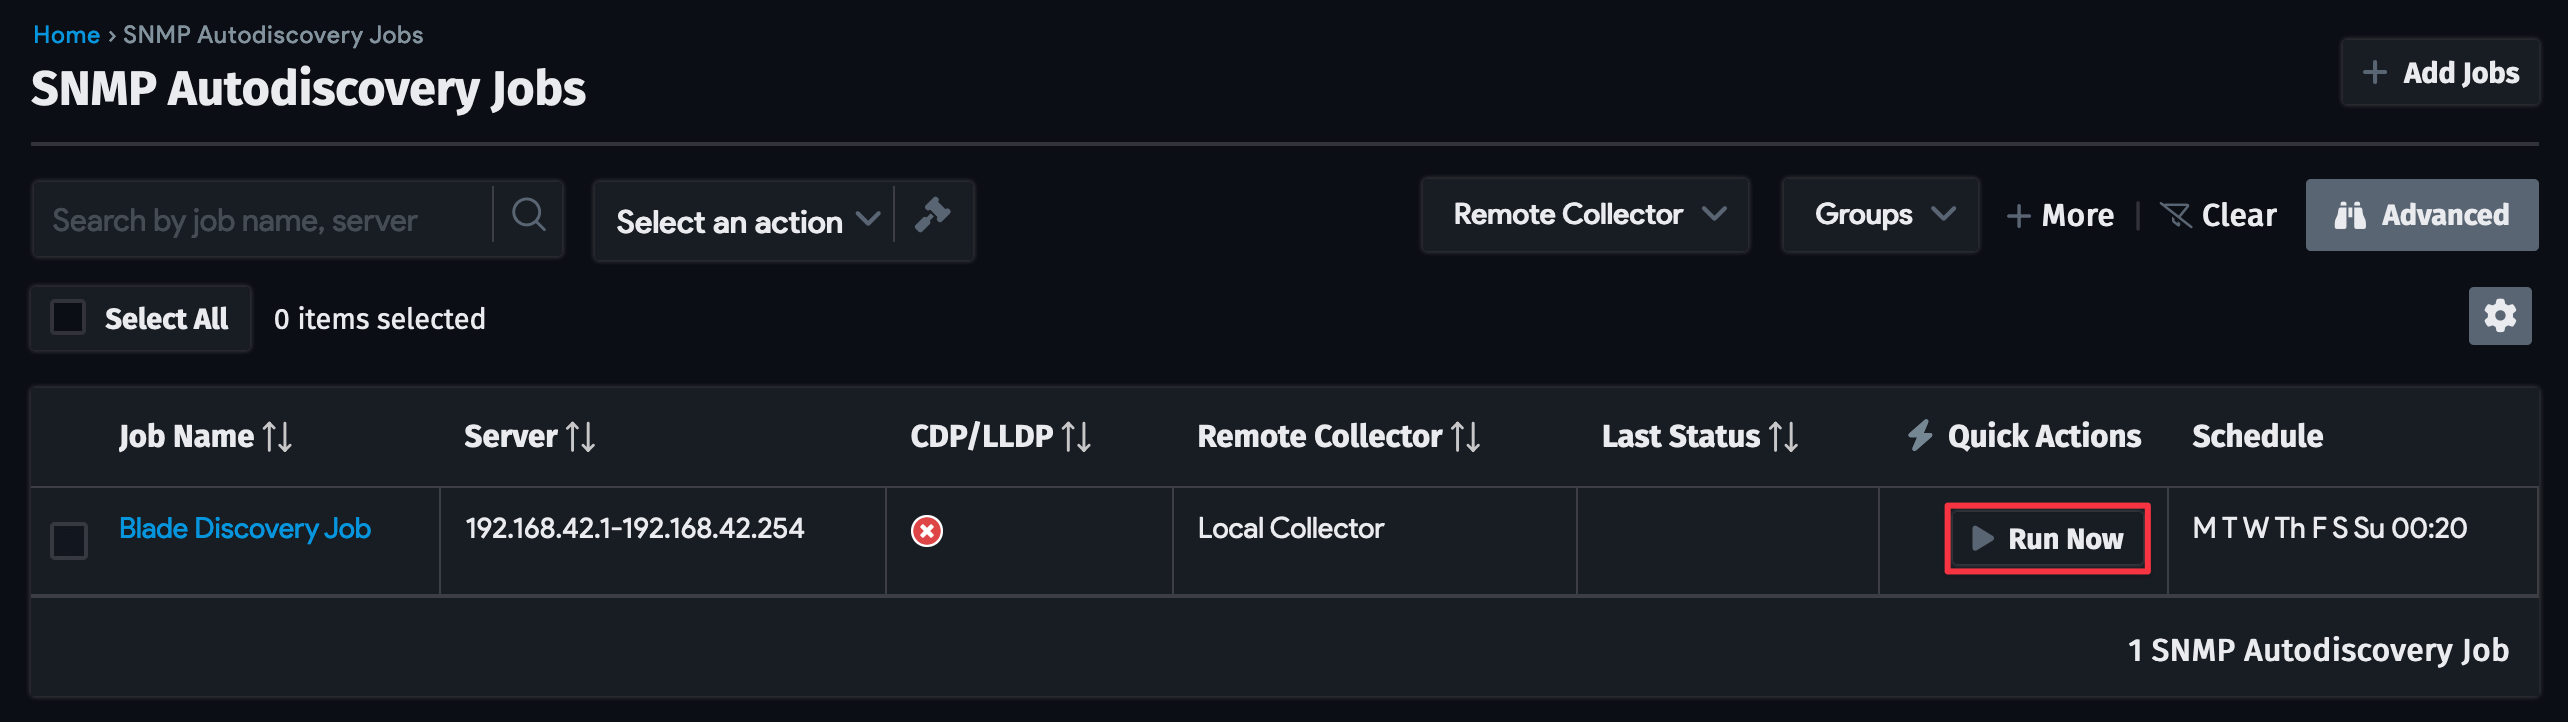 Home › SNMP Autodiscovery Jobs
SNMP Autodiscovery Jobs
Add Jobs
Search by job name, server
Select an action
Remote Collector
Groups
More
Clear
Advanced
Select All
0 items selected
Job Name
Server
CDP/LLDP
Remote Collector
Last Status
Quick Actions
Schedule
Blade Discovery Job
192.168.42.1-192.168.42.254
Local Collector
Run Now
M T W Th F S Su 00:20
1 SNMP Autodiscovery Job